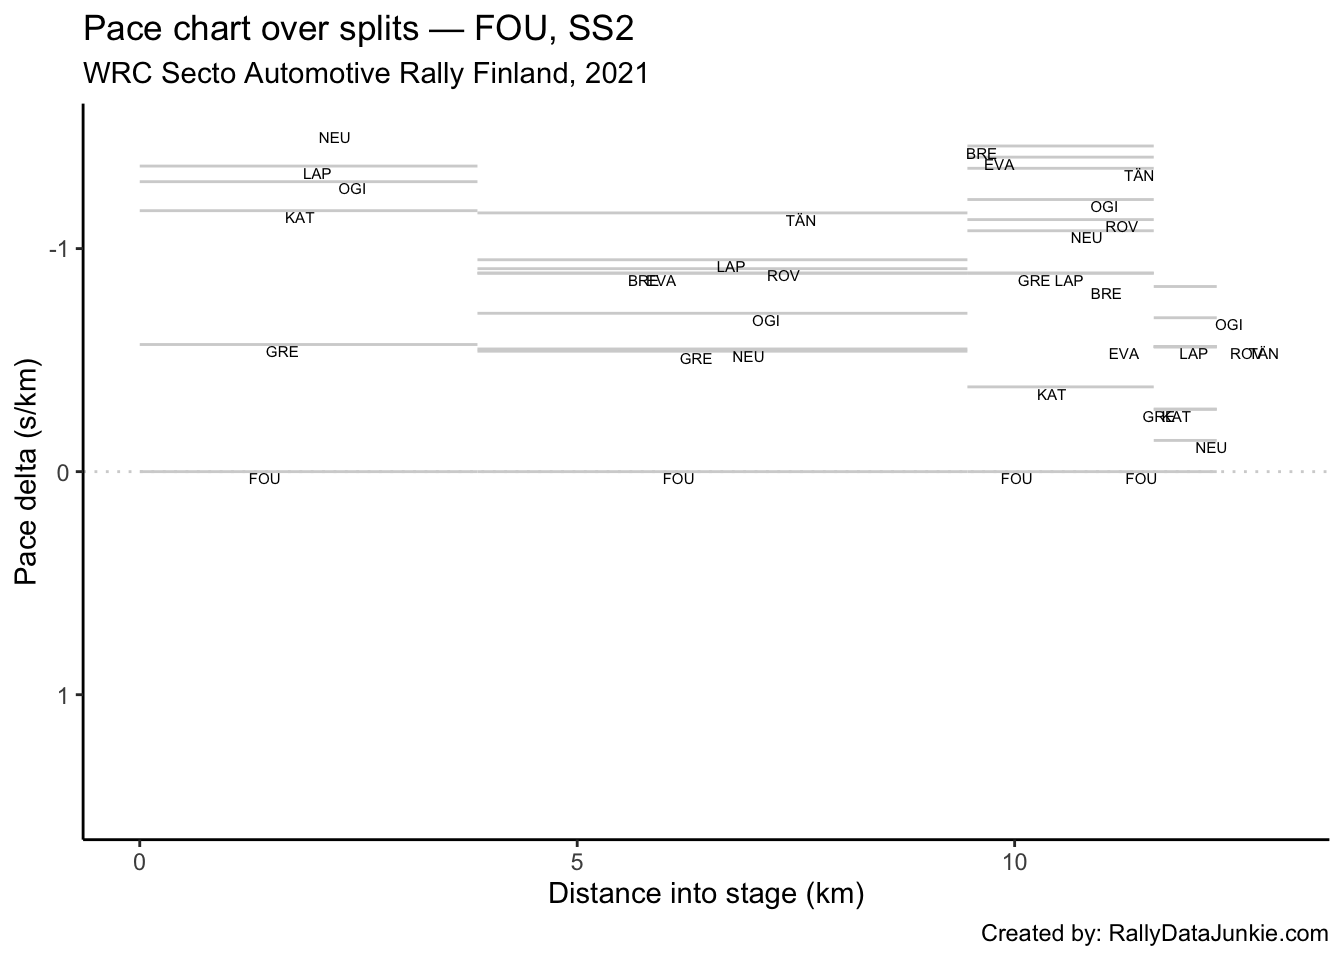 Pace chart over splits — FOU, SS2
WRC Secto Automotive Rally Finland, 2021
NEU
LAP
OGI
KAT
GRE
FOU
TÄN
LAP
ROV
BRE EVA
OGI
NEU
GRE
FOU
BRE
EVA
TÄN
OGI
ROV
NEU
GRE LAP
BRE
KAT
FOU
OGI
EVA LAP ROV TÄN
GRE KAT
NEU
FOU
-1
0
1
Pace delta (s/km)
0 5 10
Distance into stage (km)
Created by: RallyDataJunkie.com